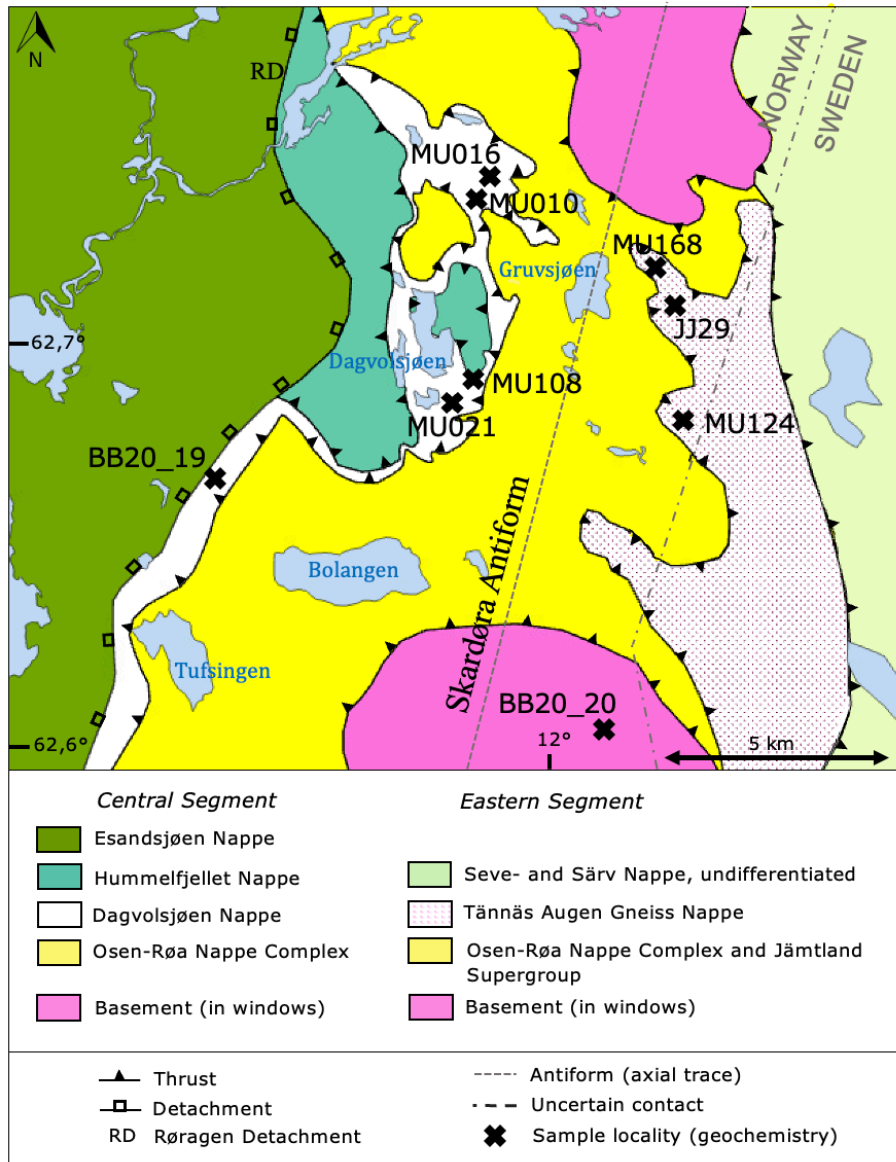 N
RD
NORWAY
SWEDEN
MU016
MU010
MU168
Gruvsjøen
JJ29
62,7°
Dagvolsjøen
MU108
MU021
MU124
BB20_19
Skardøra Antiform
Bolangen
Tufsingen
BB20_20
62,6°
12°
5 km
Central Segment
Esandsjøen Nappe
Hummelfjellet Nappe
Dagvolsjøen Nappe
Osen-Røa Nappe Complex
Basement (in windows)
Eastern Segment
Seve- and Särv Nappe, undifferentiated
Tännäs Augen Gneiss Nappe
Osen-Røa Nappe Complex and Jämtland
Supergroup
Basement (in windows)
Thrust
Detachment
RD Røragen Detachment
Antiform (axial trace)
Uncertain contact
Sample locality (geochemistry)